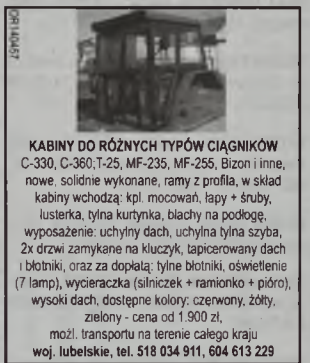 OR140457
KABINY DO RÓŻNYCH TYPÓW CIĄGNIKÓW
C-330, C-360;T-25, MF-235, MF-255, Bizon i inne,
nowe, solidnie wykonane, ramy z profila, w skład
kabiny wchodzą: kpl. mocowań, łapy + śruby,
lusterka, tylna kurtynka, blachy na podłogę,
wyposażenie: uchylny dach, uchylna tylna szyba,
2x drzwi zamykane na kluczyk, tapicerowany dach
i błotniki, oraz za dopłatą: tylne błotniki, oświetlenie
(7 lamp), wycieraczka (silniczek + ramionko + pióro),
wysoki dach, dostępne kolory: czerwony, żółty,
zielony - cena od 1.900 zł,
możl. transportu na terenie całego kraju
woj. lubelskie, tel. 518 034 911, 604 613 229